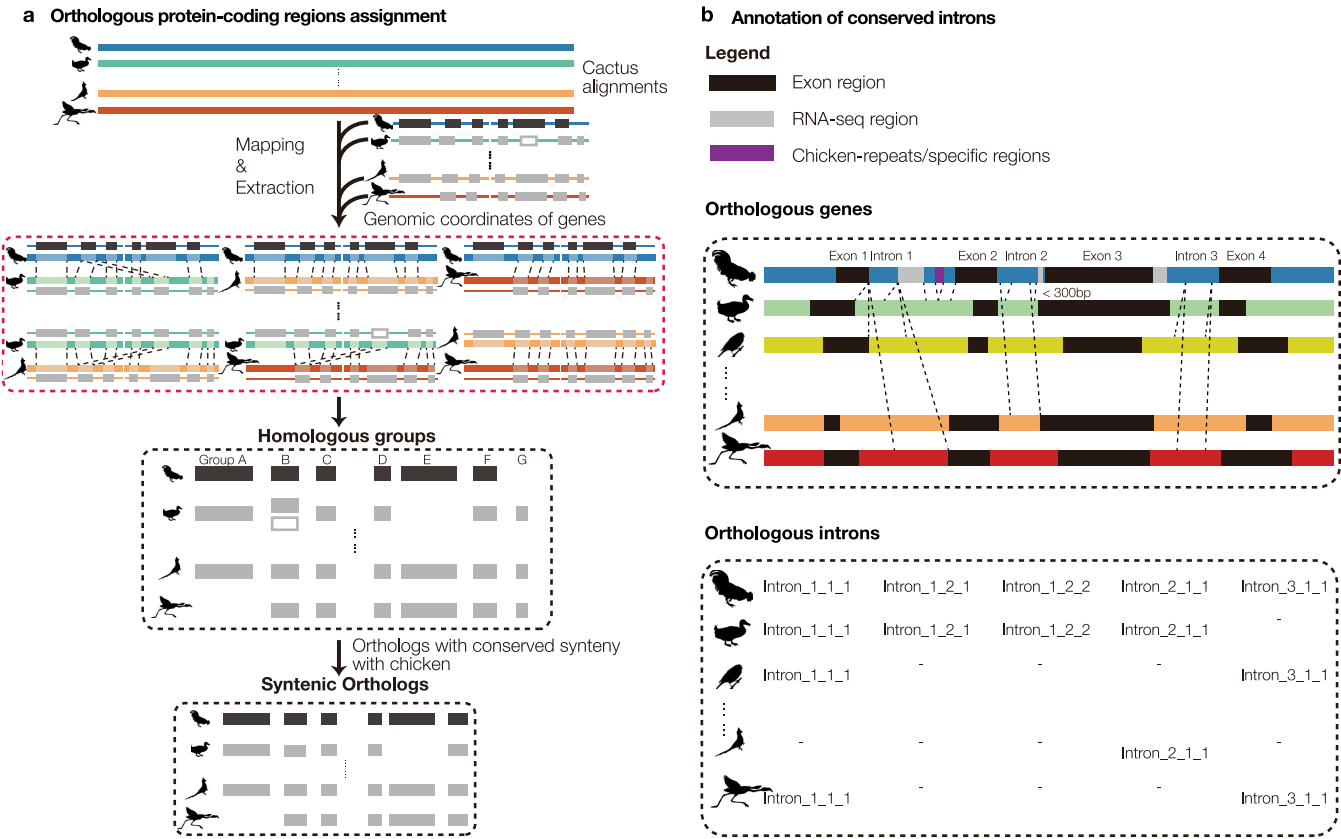 a Orthologous protein-coding regions assignment
Cactus
alignments
Mapping
&
Extraction
Genomic coordinates of genes
Homologous groups
Group A B C D E F G
Orthologs with conserved synteny
with chicken
Syntenic Orthologs
b Annotation of conserved introns
Legend
Exon region
RNA-seq region
Chicken-repeats/specific regions
Orthologous genes
Exon 1 Intron 1 Exon 2 Intron 2 Exon 3 Intron 3 Exon 4
< 300bp
Orthologous introns
Intron_1_1_1 Intron_1_2_1 Intron_1_2_2 Intron_2_1_1 Intron_3_1_1
Intron_1_1_1 Intron_1_2_1 Intron_1_2_2 Intron_2_1_1 -
Intron_1_1_1 - - - Intron_3_1_1
- - - Intron_2_1_1 -
Intron_1_1_1 - - - Intron_3_1_1